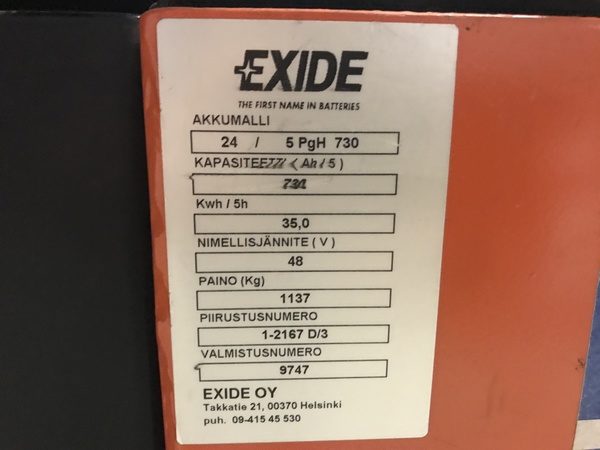 EXIDE
THE FIRST NAME IN BATTERIES
AKKUMALLI
24 / 5 PgH 730
KAPASITEETTI (Ah/5)
Kwh / 5h
35,0
NIMELLISJÄNNITE (V)
48
PAINO (Kg)
1137
PIIRUSTUSNUMERO
1-2167 D/3
VALMISTUSNUMERO
9747
EXIDE OY
Takkatie 21, 00370 Helsinki
puh. 09-415 45 530